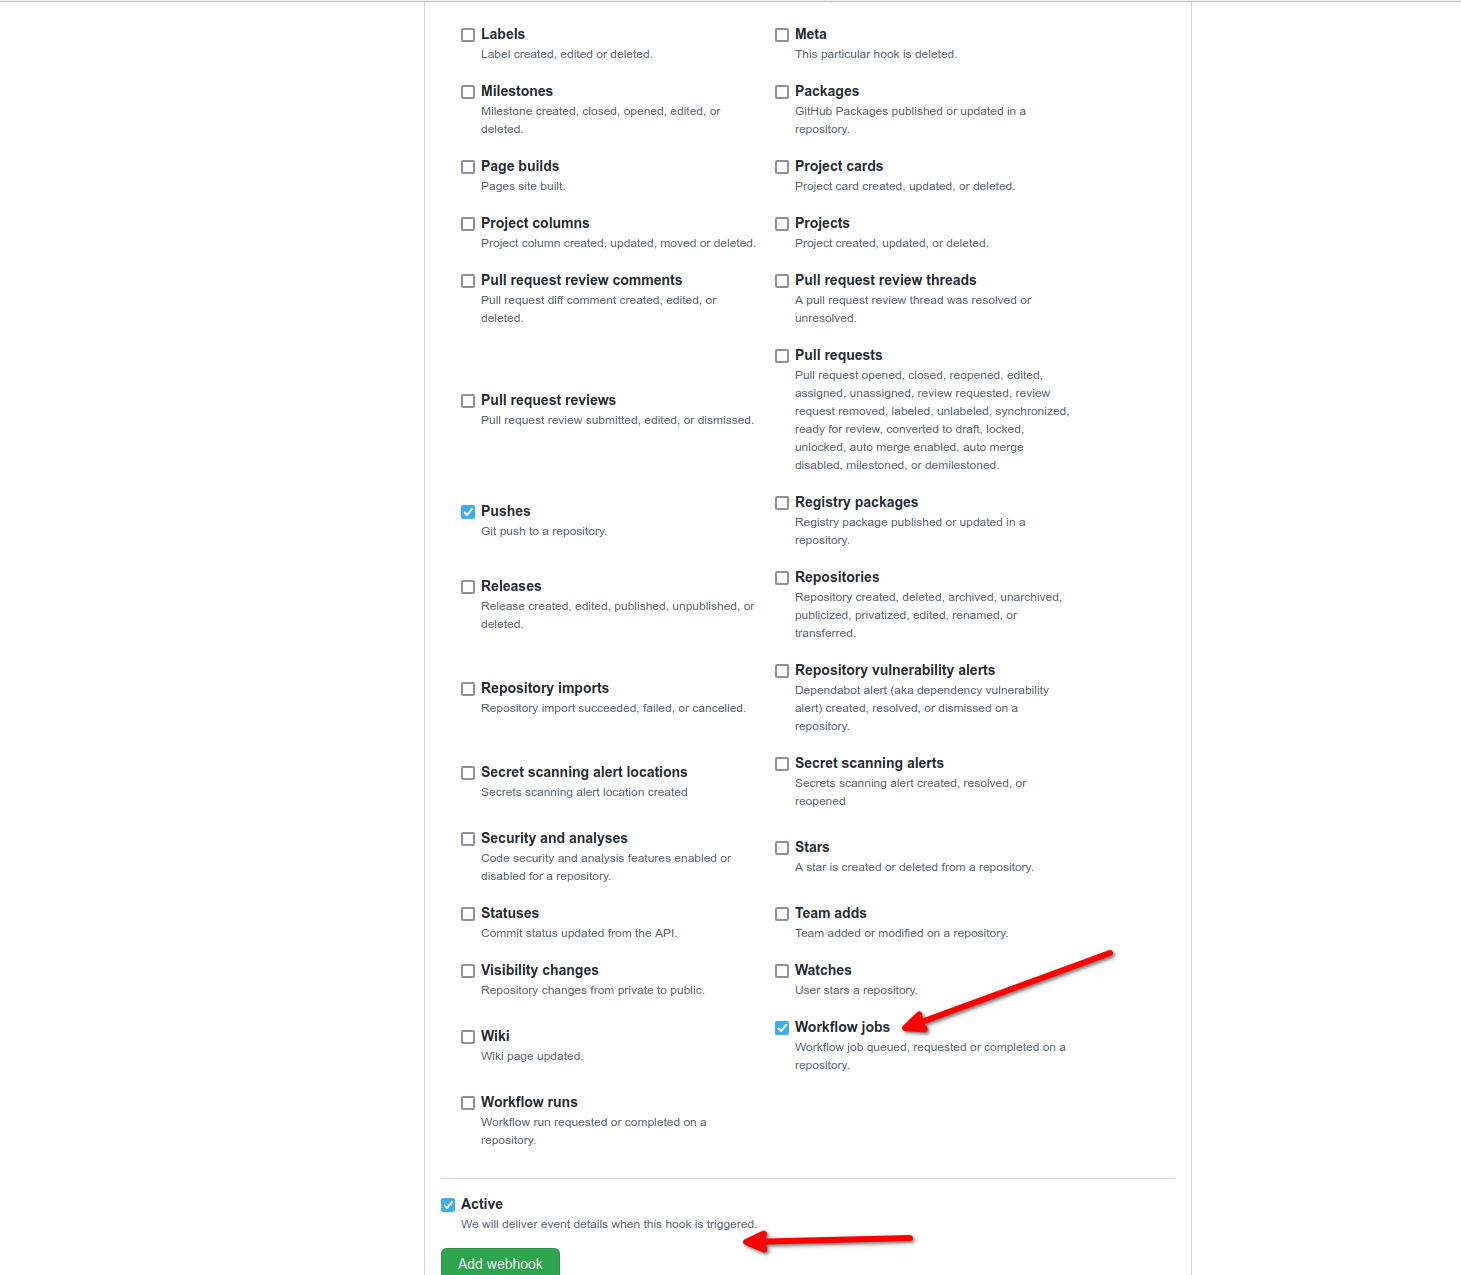 Labels
Label created, edited or deleted.
Meta
This particular hook is deleted.
Milestones
Milestone created, closed, opened, edited, or
deleted.
Packages
GitHub Packages published or updated in a
repository.
Page builds
Pages site built.
Project cards
Project card created, updated, or deleted.
Project columns
Project column created, updated, moved or deleted.
Projects
Project created, updated, or deleted.
Pull request review comments
Pull request diff comment created, edited, or
deleted.
Pull request review threads
A pull request review thread was resolved or
unresolved.
Pull request reviews
Pull request review submitted, edited, or dismissed.
Pull requests
Pull request opened, closed, reopened, edited,
assigned, unassigned, review requested, review
request removed, labeled, unlabeled, synchronized,
ready for review, converted to draft, locked,
unlocked, auto merge enabled, auto merge
disabled, milestoned, or demilestoned.
Pushes
Git push to a repository.
Registry packages
Registry package published or updated in a
repository.
Releases
Release created, edited, published, unpublished, or
deleted.
Repositories
Repository created, deleted, archived, unarchived,
publicized, privatized, edited, renamed, or
transferred.
Repository imports
Repository import succeeded, failed, or cancelled.
Repository vulnerability alerts
Dependabot alert (aka dependency vulnerability
alert) created, resolved, or dismissed on a
repository.
Secret scanning alert locations
Secrets scanning alert location created
Secret scanning alerts
Secrets scanning alert created, resolved, or
reopened
Security and analyses
Code security and analysis features enabled or
disabled for a repository.
Stars
A star is created or deleted from a repository.
Statuses
Commit status updated from the API.
Team adds
Team added or modified on a repository.
Visibility changes
Repository changes from private to public.
Watches
User stars a repository.
Wiki
Wiki page updated.
Workflow jobs
Workflow job queued, requested or completed on a
repository.
Workflow runs
Workflow run requested or completed on a
repository.
Active
We will deliver event details when this hook is triggered.
Add webhook